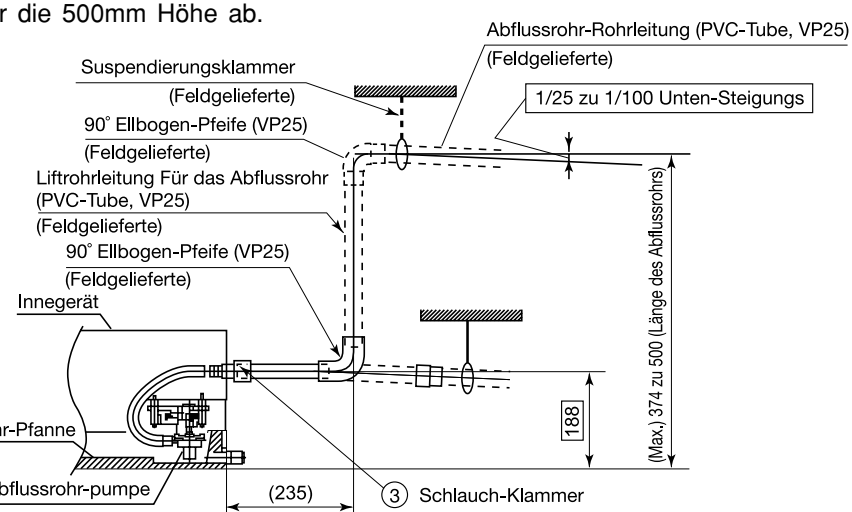 die 500mm Höhe ab.
Abflussrohr-Rohrleitung (PVC-Tube, VP25)
(Feldgelieferte)
Suspendierungsklammer
(Feldgelieferte)
1/25 zu 1/100 Unten-Steigungs
90° Ellbogen-Pfeife (VP25)
(Feldgelieferte)
Liftrohrleitung Für das Abflussrohr
(PVC-Tube, VP25)
(Feldgelieferte)
90° Ellbogen-Pfeife (VP25)
(Feldgelieferte)
Innegerät
(Max.) 374 zu 500 (Länge des Abflussrohrs)
188
r-Pfanne
bflussrohr-pumpe
(235)
3 Schlauch-Klammer